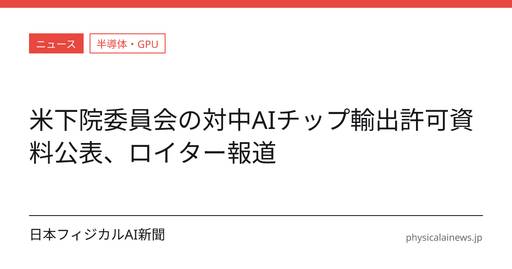 ニュース
半導体・GPU
米下院委員会の対中AIチップ輸出許可資
料公表、ロイター報道
日本フィジカルAI新聞
physicalainews.jp